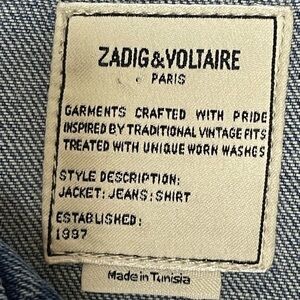 ZADIG&VOLTAIRE
PARIS
GARMENTS CRAFTED WITH PRIDE
INSPIRED BY TRADITIONAL VINTAGE FITS
TREATED WITH UNIQUE WORN WASHES
STYLE DESCRIPTION:
JACKET: JEANS: SHIRT
ESTABLISHED:
1997
Made in Tunisia